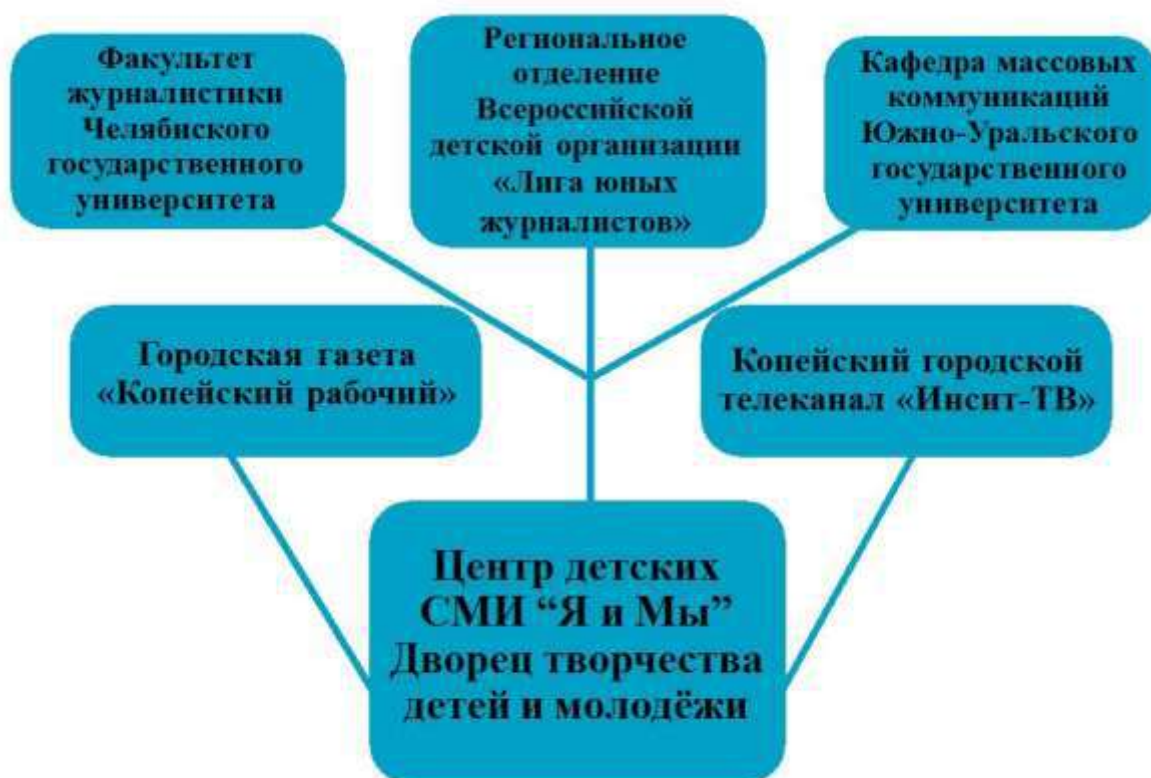 Факультет
журналистики
Челябиского
государственного
университета
Региональное
отделение
Всероссийской
детской организации
«Лига юных
журналистов»
Кафедра массовых
коммуникаций
Южно-Уральского
государственного
университета
Городская газета
«Копейский рабочий»
Копейский городской
телеканал «Инсит-ТВ»
Центр детских
СМИ “Я и Мы”
Дворец творчества
детей и молодёжи